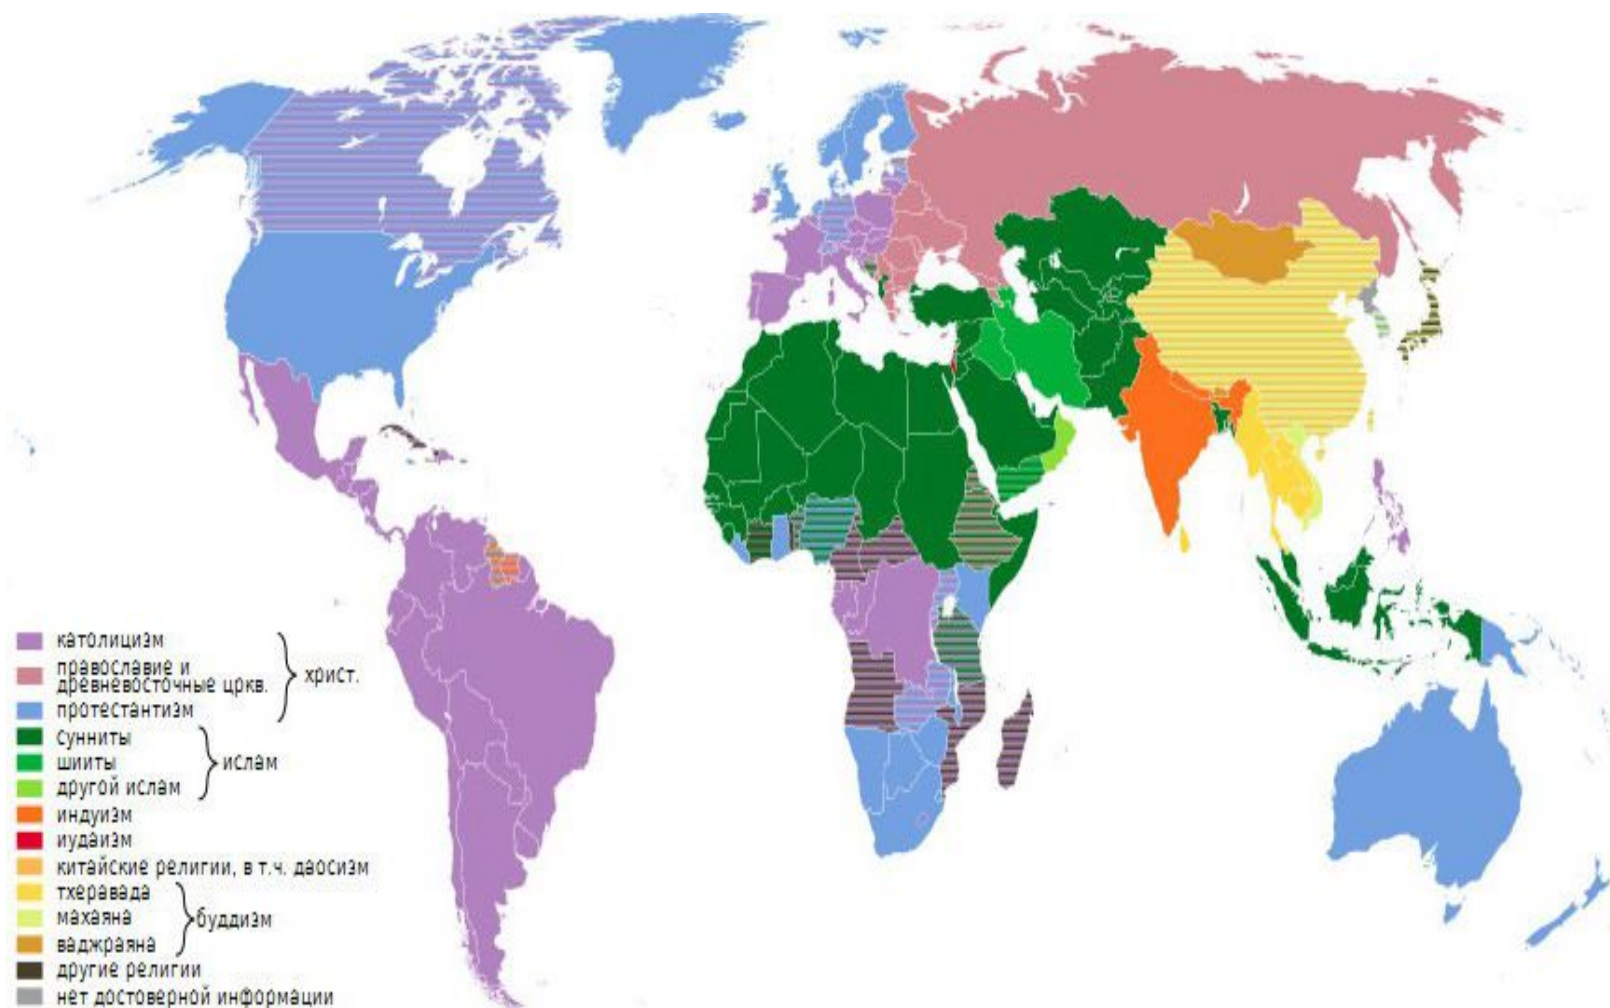 католицизм
православие и
древневосточные цркв.
христ.
протестантизм
сунниты
шииты
ислам
другой ислам
индуизм
иудаизм
китайские религии, в т.ч. даосизм
тхеравада
махаяна
буддизм
ваджраяна
другие религии
нет достоверной информации